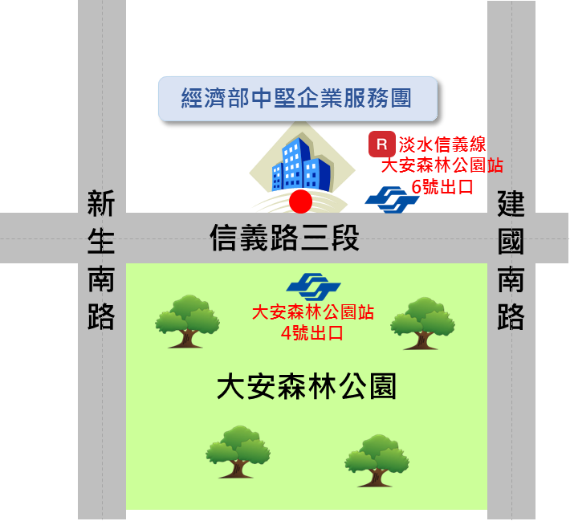 經濟部中堅企業服務團
R 淡水信義線
大安森林公園站
6號出口
新生南路
建國南路
信義路三段
大安森林公園站
4號出口
大安森林公園